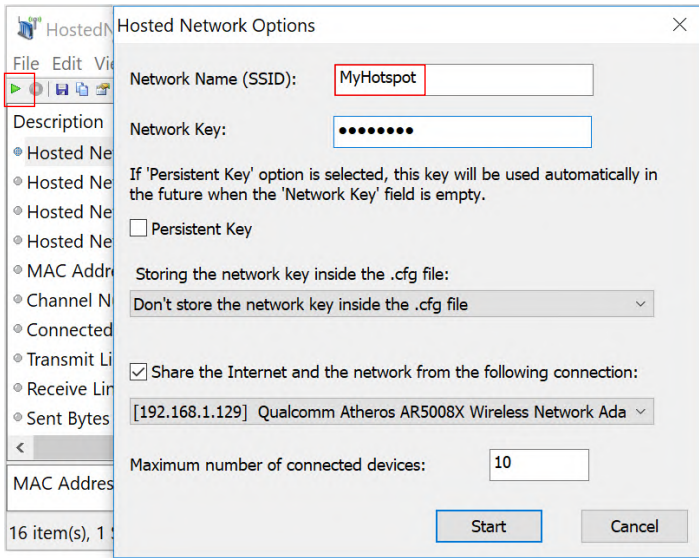 HostedN
Hosted Network Options
File Edit Vi
Description
Hosted Ne
Hosted Ne
Hosted Ne
Hosted Ne
MAC Addr
Channel N
Connected
Transmit Li
Receive Lin
Sent Bytes
MAC Addres
16 item(s), 1
Network Name (SSID):
MyHotspot
Network Key:
●●●●●●●●
If 'Persistent Key' option is selected, this key will be used automatically in
the future when the 'Network Key' field is empty.
Persistent Key
Storing the network key inside the .cfg file:
Don't store the network key inside the .cfg file
Share the Internet and the network from the following connection:
[192.168.1.129] Qualcomm Atheros AR5008X Wireless Network Ada
Maximum number of connected devices:
10
Start
Cancel